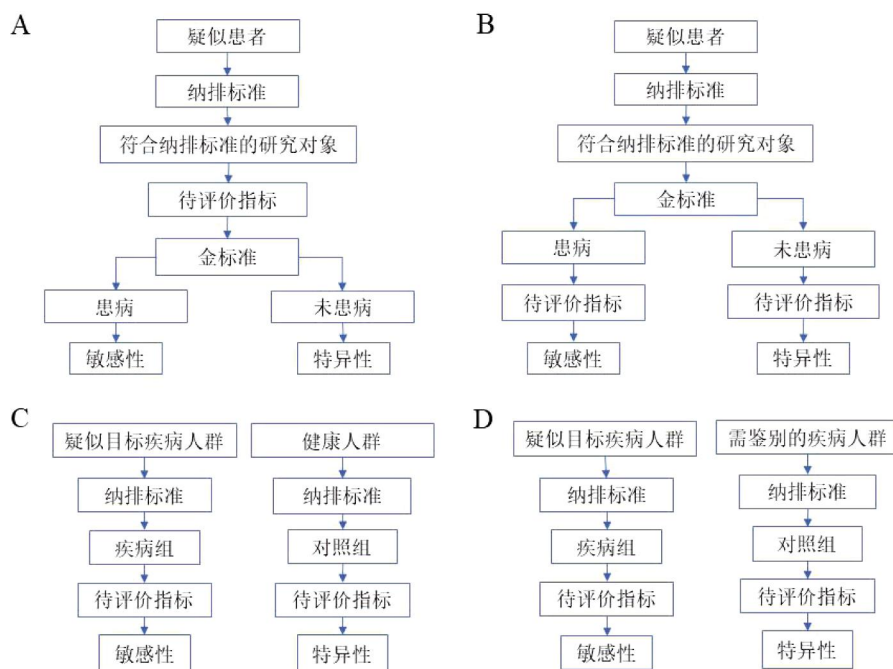 A
疑似患者
纳排标准
符合纳排标准的研究对象
待评价指标
金标准
患病
未患病
敏感性
特异性
B
疑似患者
纳排标准
符合纳排标准的研究对象
金标准
患病
未患病
待评价指标
待评价指标
敏感性
特异性
C
疑似目标疾病人群
健康人群
纳排标准
纳排标准
疾病组
对照组
待评价指标
待评价指标
敏感性
特异性
D
疑似目标疾病人群
需鉴别的疾病人群
纳排标准
纳排标准
疾病组
对照组
待评价指标
待评价指标
敏感性
特异性